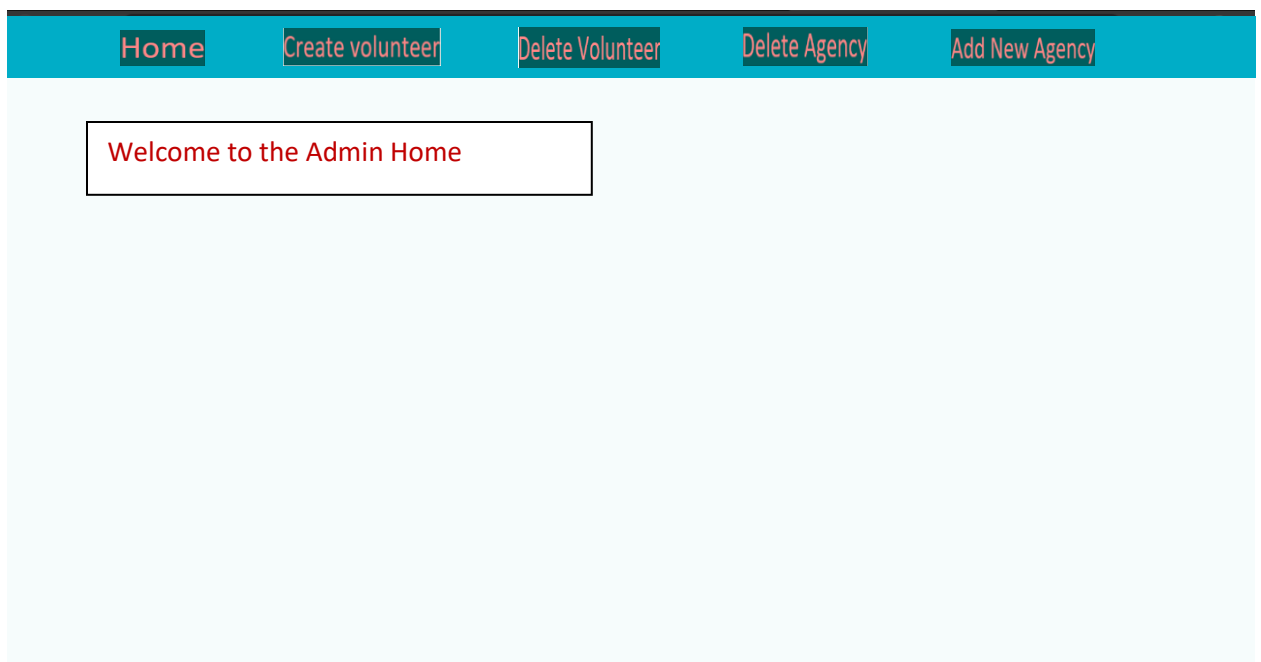 Home Create volunteer Delete Volunteer Delete Agency Add New Agency
Welcome to the Admin Home